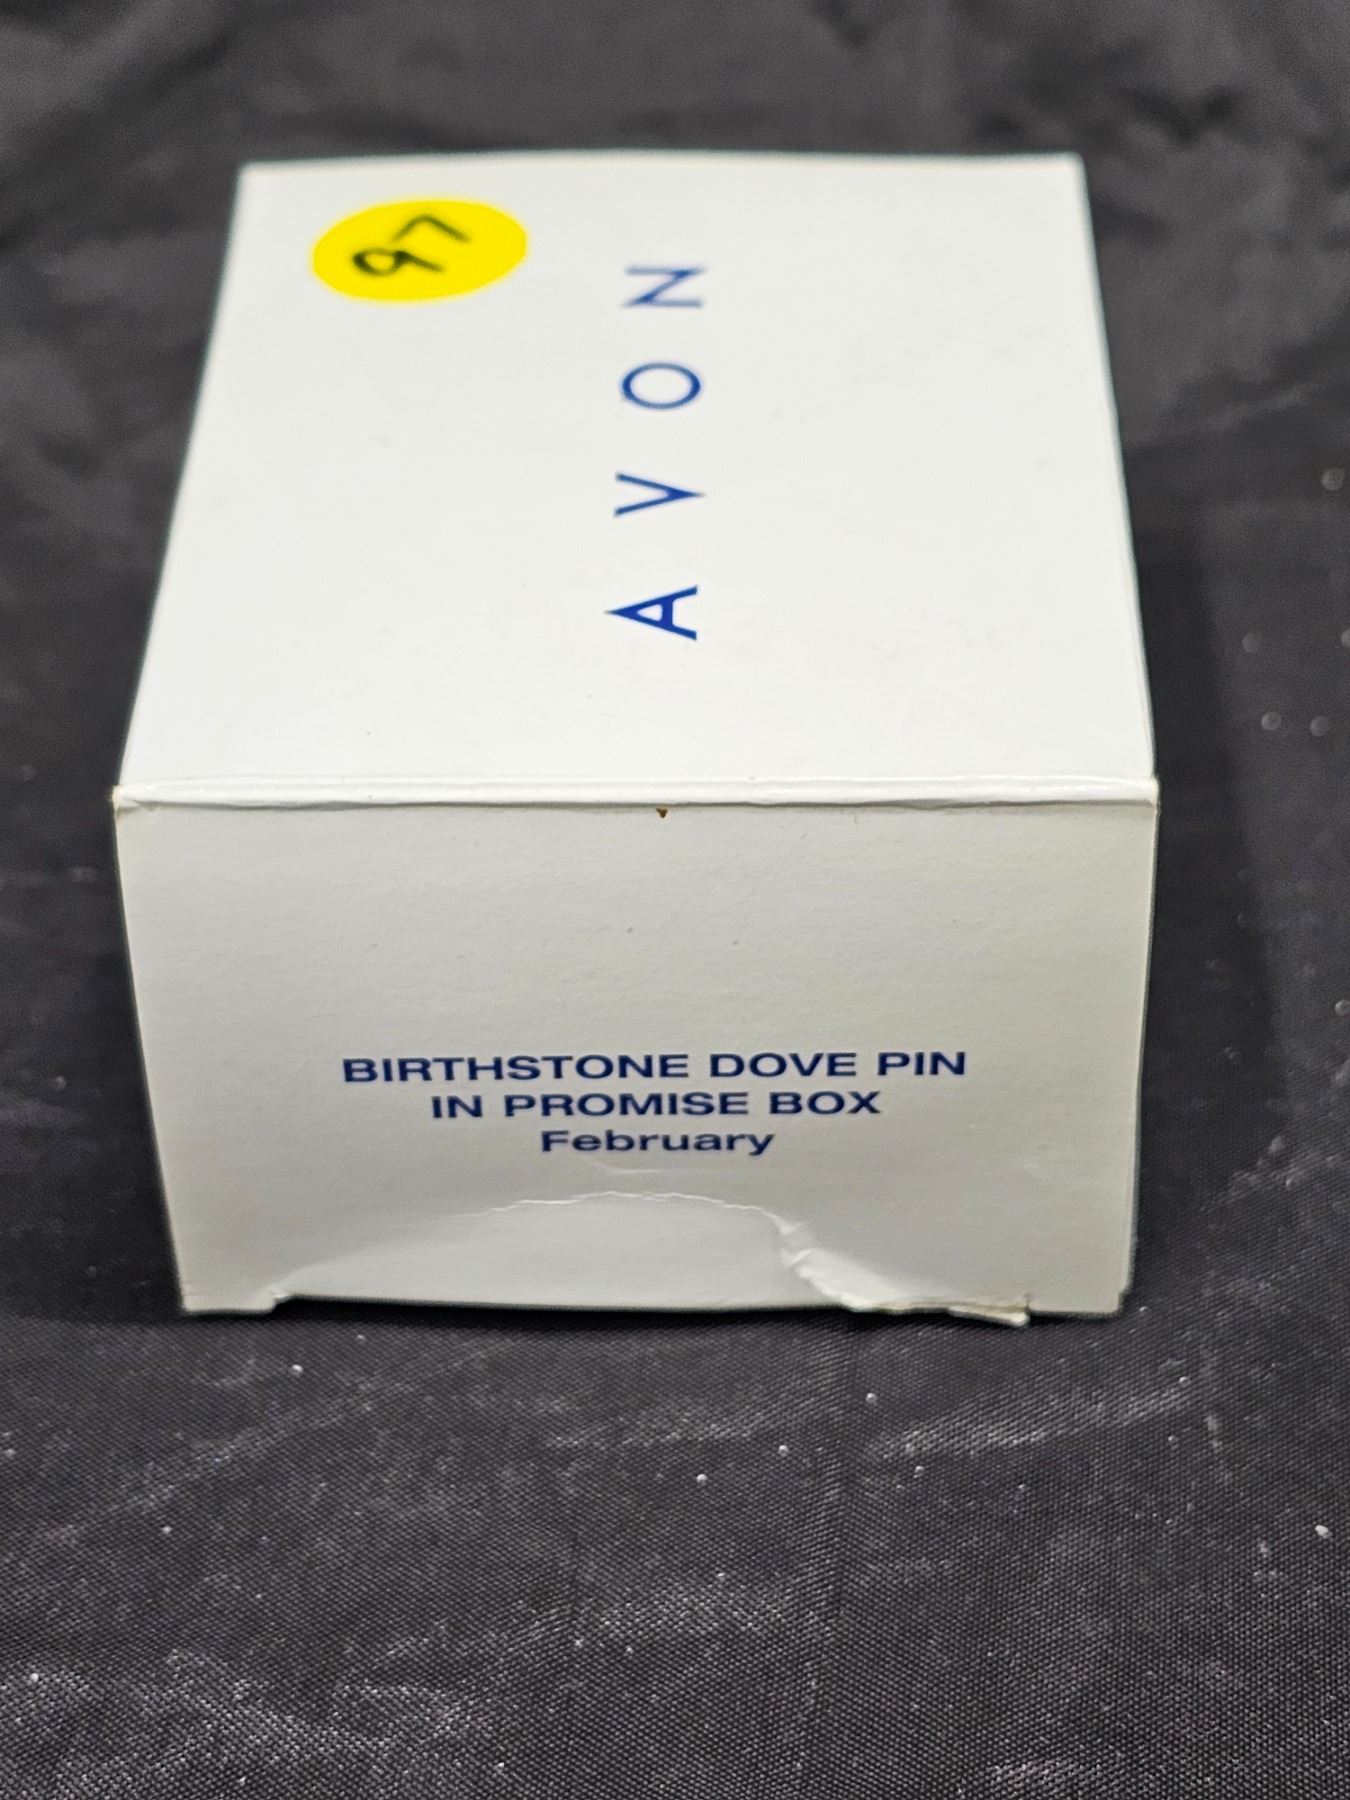 97
AVON
BIRTHSTONE DOVE PIN
IN PROMISE BOX
February